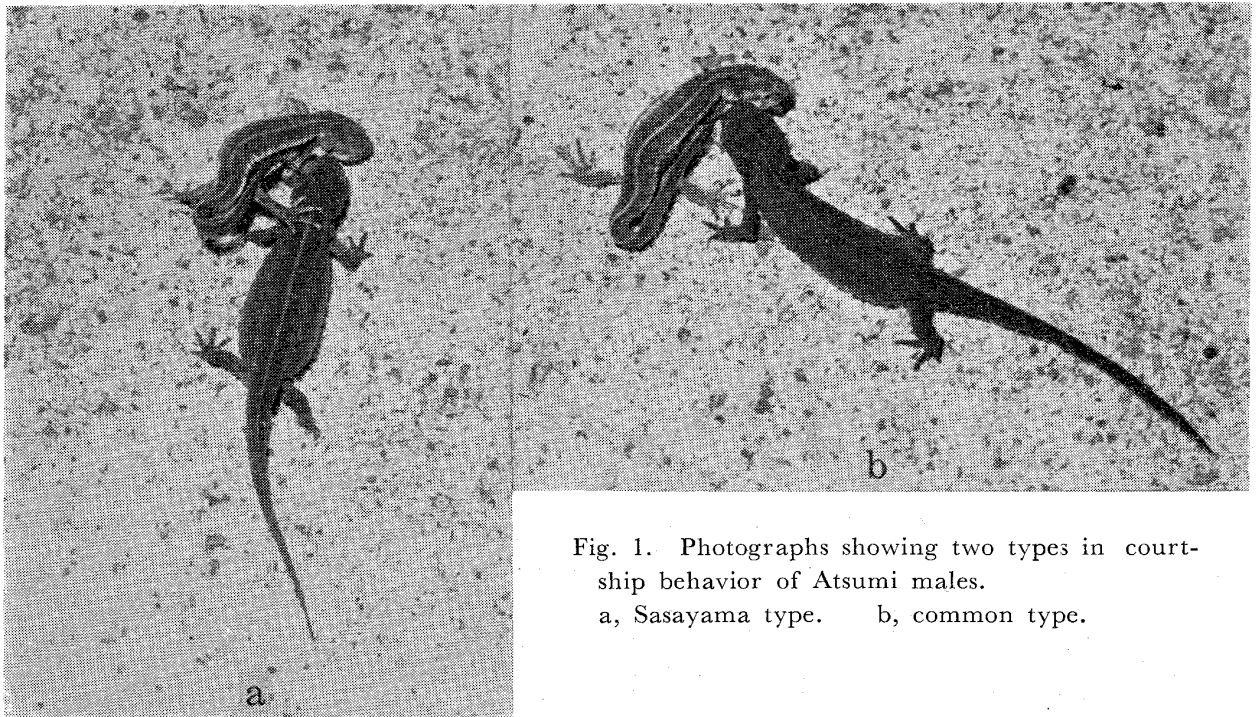 a
b
Fig. 1. Photographs showing two types in court-
ship behavior of Atsumi males.
a, Sasayama type. b, common type.